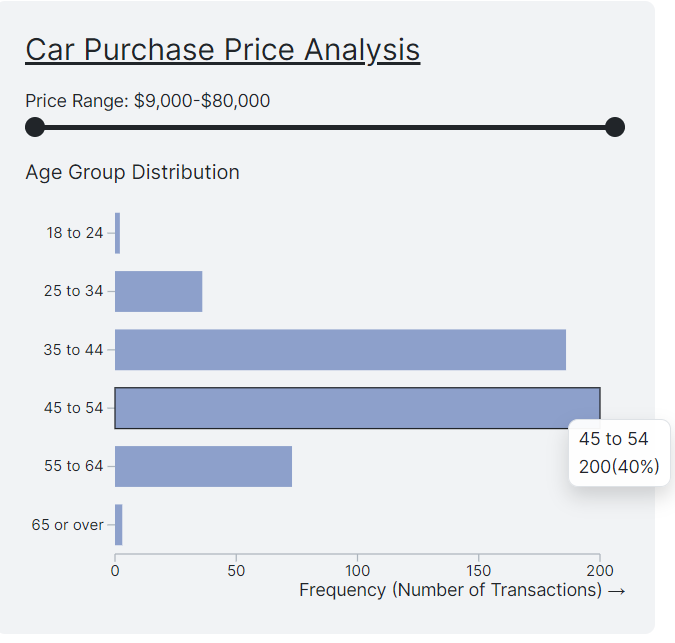 Car Purchase Price Analysis
Price Range: $9,000-$80,000
Age Group Distribution
18 to 24
25 to 34
35 to 44
45 to 54
45 to 54
200(40%)
55 to 64
65 or over
0 50 100 150 200
Frequency (Number of Transactions) →